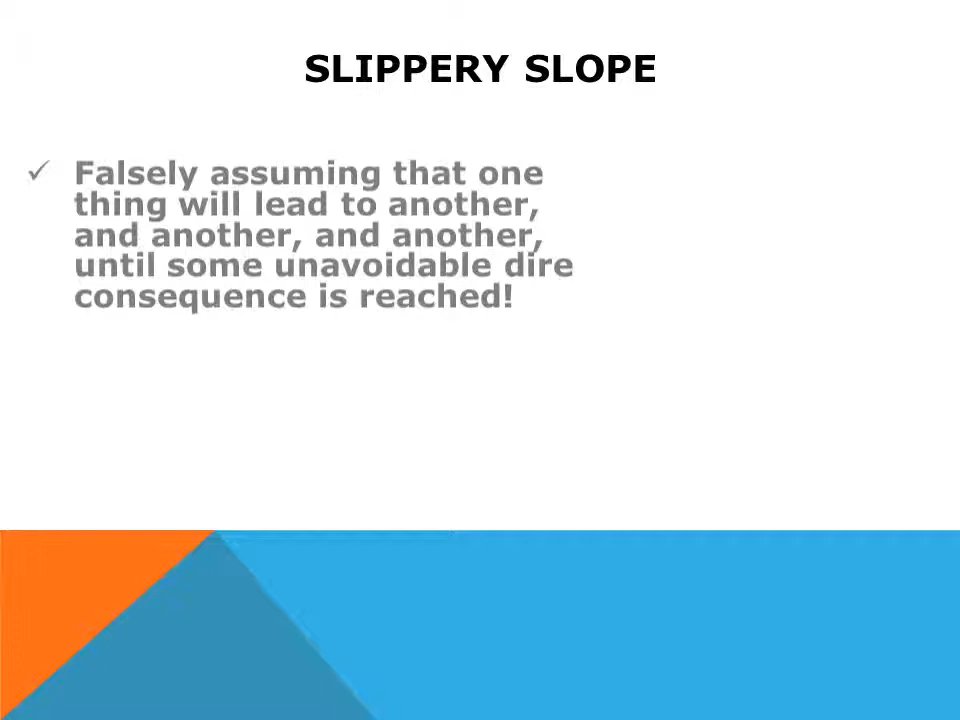 SLIPPERY SLOPE
✓ Falsely assuming that one
thing will lead to another,
and another, and another,
until some unavoidable dire
consequence is reached!